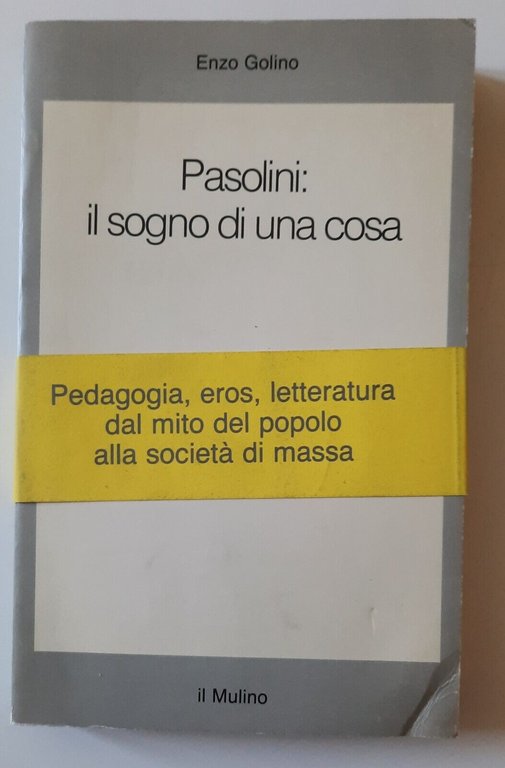 Enzo Golino
Pasolini:
il sogno di una cosa
Pedagogia, eros, letteratura
dal mito del popolo
alla società di massa
il Mulino